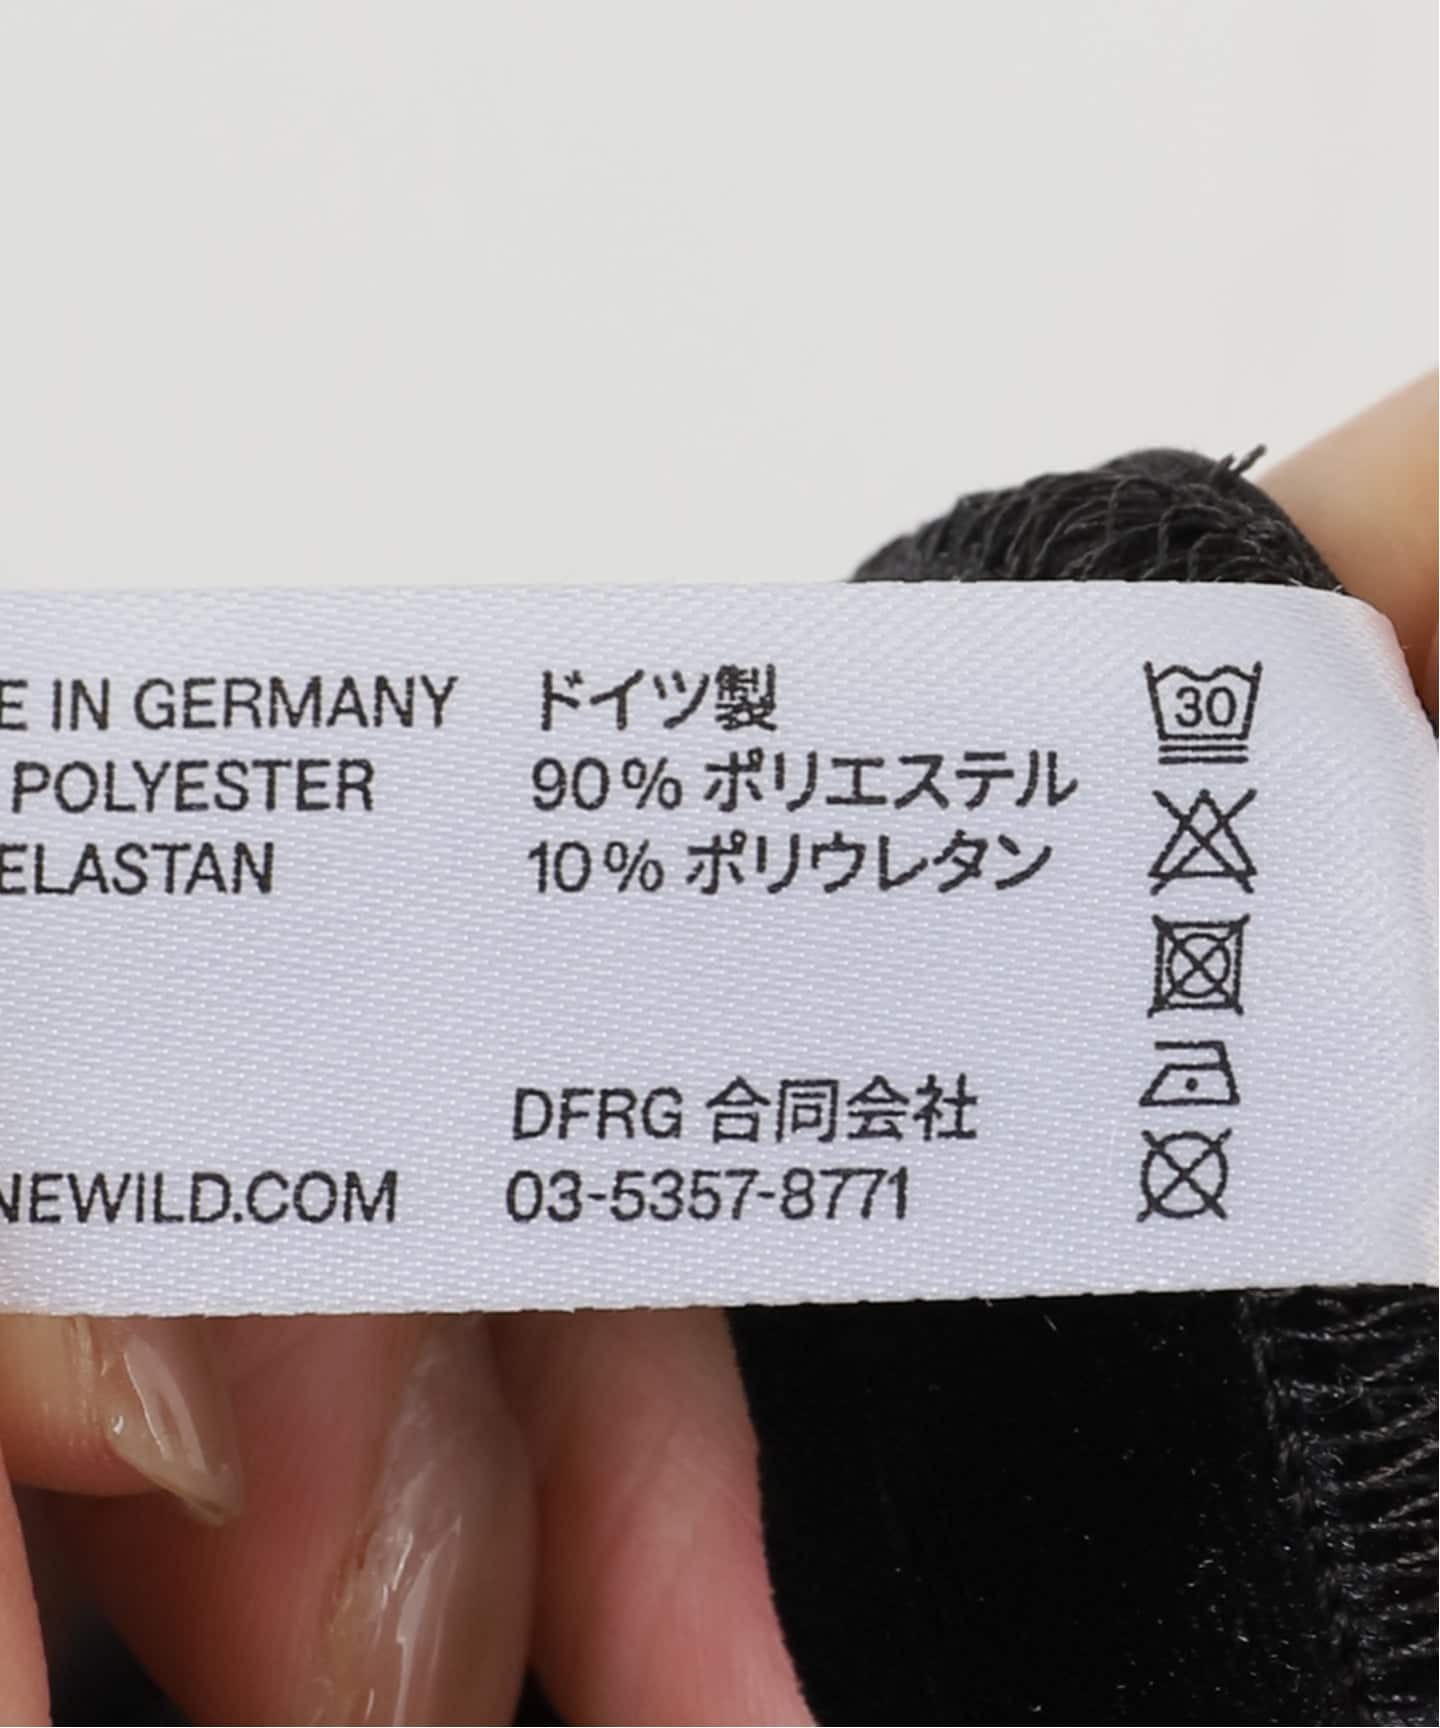 E IN GERMANY
POLYESTER
ELASTAN
NEWILD.COM
ドイツ製
90% ポリエステル
10% ポリウレタン
DFRG 合同会社
03-5357-8771
30